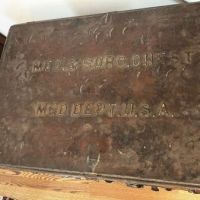 MED. & SURG. CHEST
MED DEPT. U.S.A.